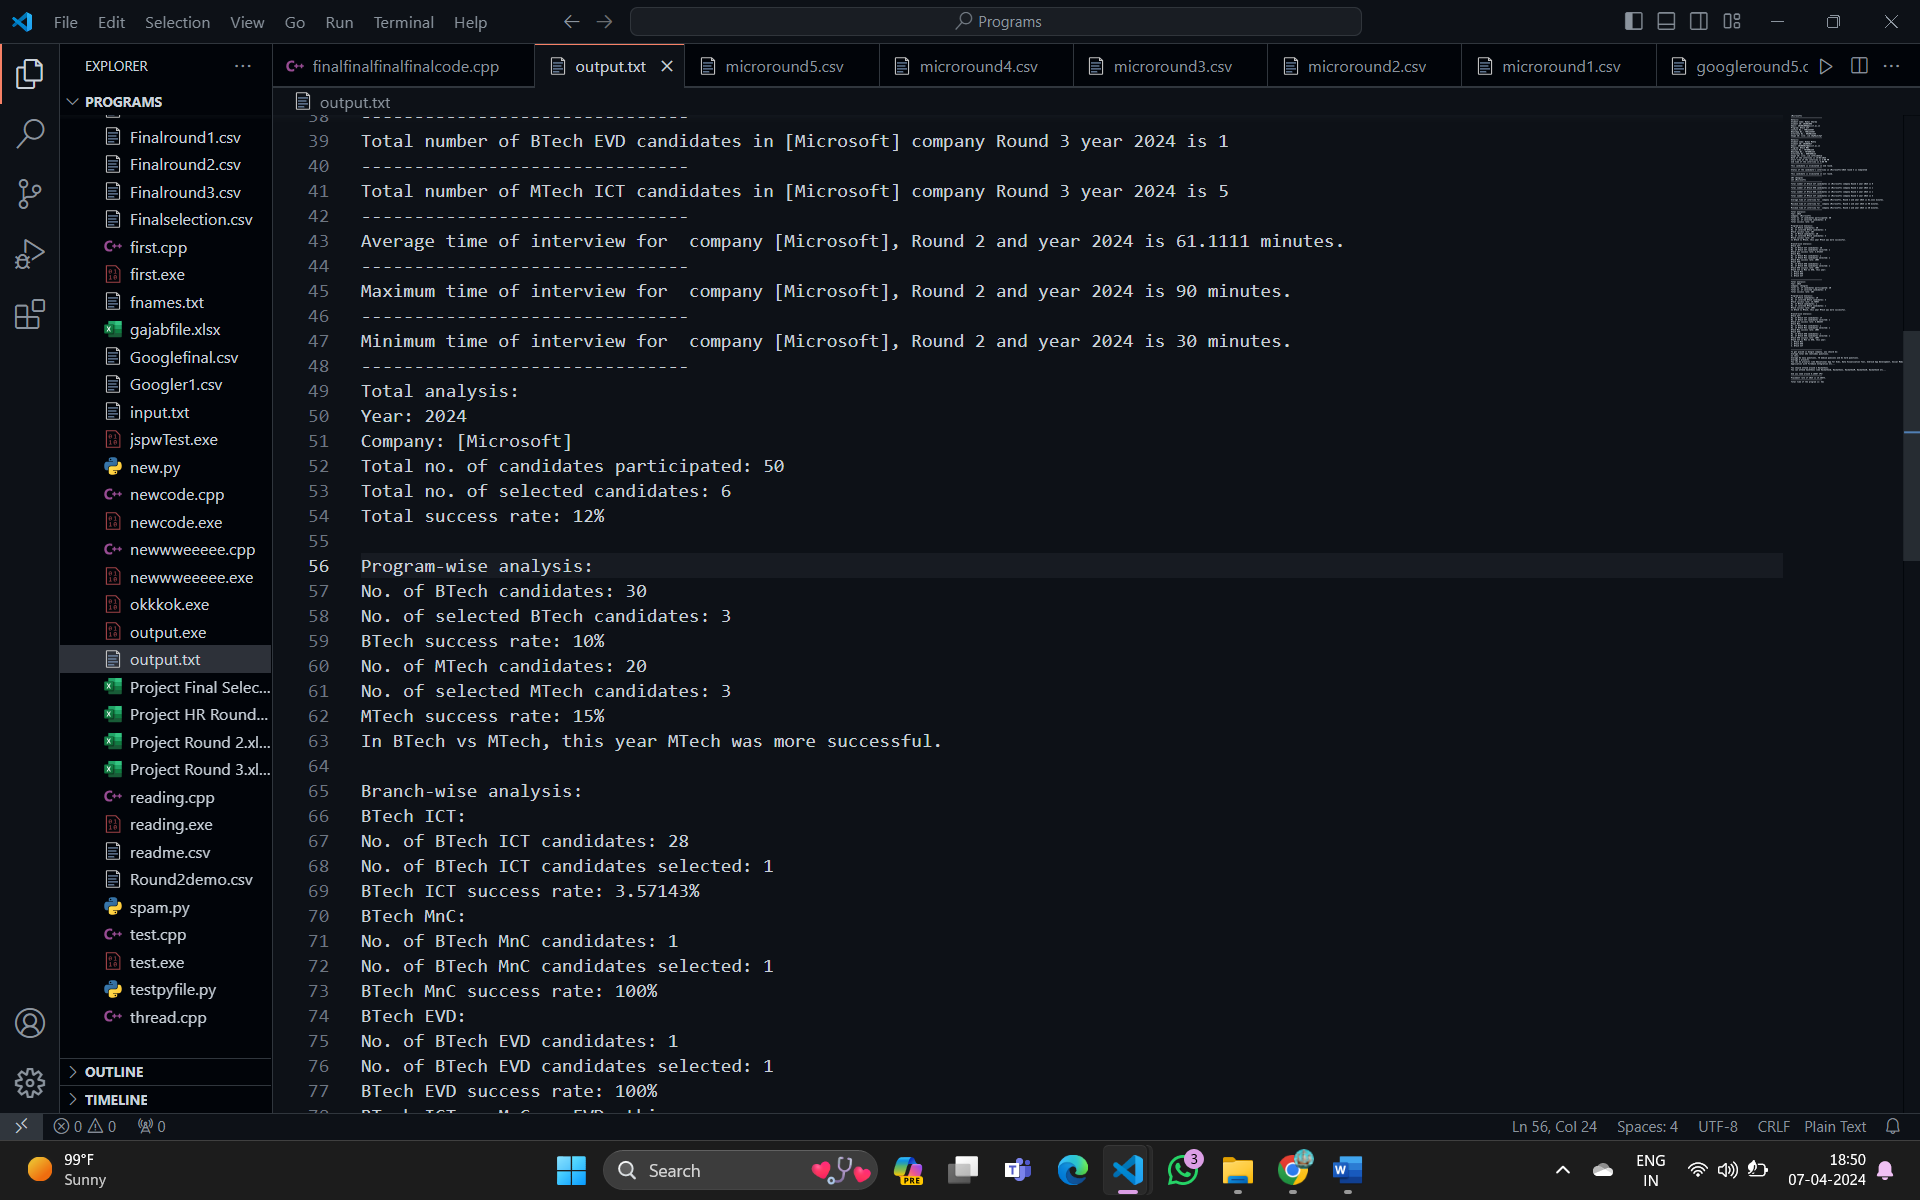 File Edit Selection View Go Run Terminal Help
Programs
EXPLORER
finalfinalfinalfinalcode.cpp
output.txt
microround5.csv
microround4.csv
microround3.csv
microround2.csv
microround1.csv
googleround5.c
PROGRAMS
output.txt
Finalround1.csv
Finalround2.csv
Finalround3.csv
Finalselection.csv
first.cpp
first.exe
fnames.txt
gajabfile.xlsx
Googlefinal.csv
Googler1.csv
input.txt
jspwTest.exe
new.py
newcode.cpp
newcode.exe
newwweeeee.cpp
newwweeeee.exe
okkkok.exe
output.exe
output.txt
Project Final Selec...
Project HR Round...
Project Round 2.xl...
Project Round 3.xl...
reading.cpp
reading.exe
readme.csv
Round2demo.csv
spam.py
test.cpp
test.exe
testpyfile.py
thread.cpp
OUTLINE
TIMELINE
38 -------------------------------
39 Total number of BTech EVD candidates in [Microsoft] company Round 3 year 2024 is 1
40 -------------------------------
41 Total number of MTech ICT candidates in [Microsoft] company Round 3 year 2024 is 5
42 -------------------------------
43 Average time of interview for  company [Microsoft], Round 2 and year 2024 is 61.1111 minutes.
44 -------------------------------
45 Maximum time of interview for  company [Microsoft], Round 2 and year 2024 is 90 minutes.
46 -------------------------------
47 Minimum time of interview for  company [Microsoft], Round 2 and year 2024 is 30 minutes.
48 -------------------------------
49 Total analysis:
50 Year: 2024
51 Company: [Microsoft]
52 Total no. of candidates participated: 50
53 Total no. of selected candidates: 6
54 Total success rate: 12%
55
56 Program-wise analysis:
57 No. of BTech candidates: 30
58 No. of selected BTech candidates: 3
59 BTech success rate: 10%
60 No. of MTech candidates: 20
61 No. of selected MTech candidates: 3
62 MTech success rate: 15%
63 In BTech vs MTech, this year MTech was more successful.
64
65 Branch-wise analysis:
66 BTech ICT:
67 No. of BTech ICT candidates: 28
68 No. of BTech ICT candidates selected: 1
69 BTech ICT success rate: 3.57143%
70 BTech MnC:
71 No. of BTech MnC candidates: 1
72 No. of BTech MnC candidates selected: 1
73 BTech MnC success rate: 100%
74 BTech EVD:
75 No. of BTech EVD candidates: 1
76 No. of BTech EVD candidates selected: 1
77 BTech EVD success rate: 100%
0 0 0
Ln 56, Col 24 Spaces: 4 UTF-8 CRLF Plain Text
99°F
Sunny
Search
PRE
3
ENG
IN
18:50
07-04-2024